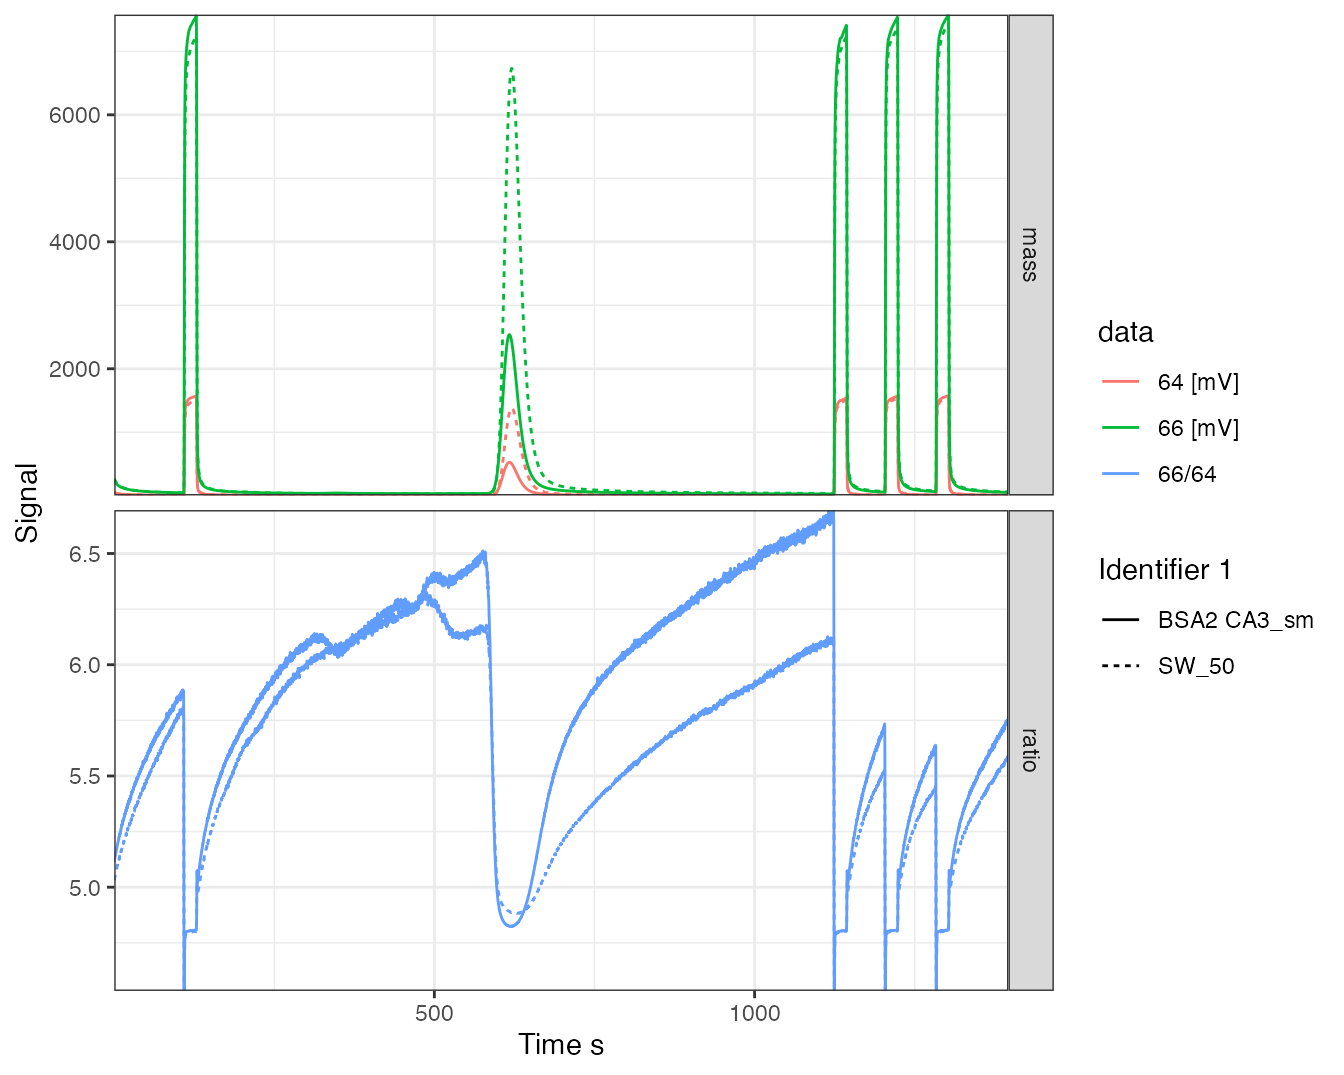 6000
4000
2000
mass
Signal
6.5
6.0
5.5
5.0
ratio
500
1000
Time s
data
64 [mV]
66 [mV]
66/64
Identifier 1
BSA2 CA3_sm
SW_50